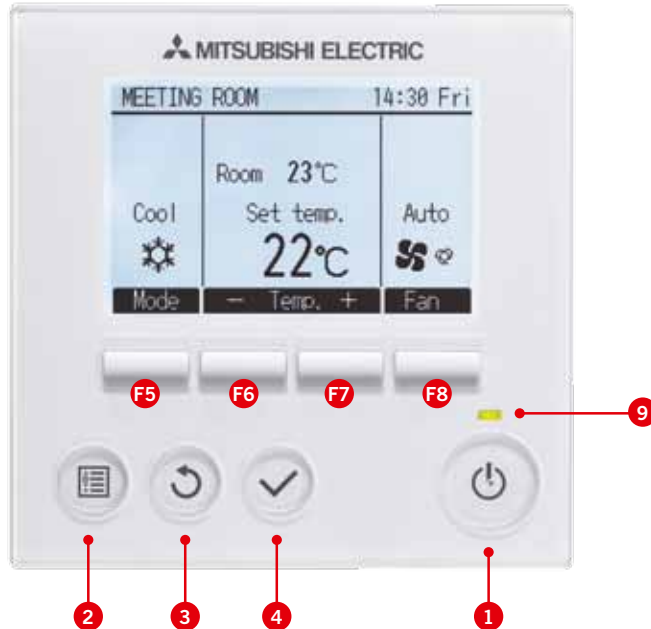 MITSUBISHI ELECTRIC
MEETING ROOM 14:30 Fri
Room 23°C
Cool Set temp. Auto
22°C
Mode − Temp. + Fan
F5 F6 F7 F8
9
2 3 4 1